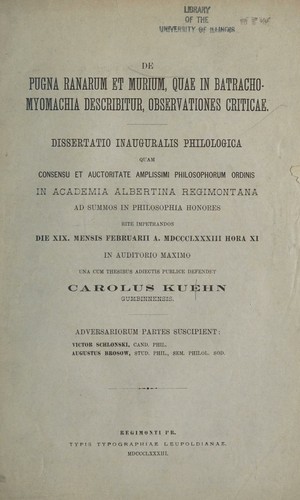 LIBRARY
OF THE
UNIVERSITY OF ILLINOIS
DE
PUGNA RANARUM ET MURIUM, QUAE IN BATRACHO-
MYOMACHIA DESCRIBITUR, OBSERVATIONES CRITICAE.
DISSERTATIO INAUGURALIS PHILOLOGICA
QUAM
CONSENSU ET AUCTORITATE AMPLISSIMI PHILOSOPHORUM ORDINIS
IN ACADEMIA ALBERTINA REGIMONTANA
AD SUMMOS IN PHILOSOPHIA HONORES
RITE IMPETRANDOS
DIE XIX. MENSIS FEBRUARII A. MDCCCLXXXIII HORA XI
IN AUDITORIO MAXIMO
UNA CUM THESIBUS ADIECTIS PUBLICE DEFENDET
CAROLUS KUEHN
GUMBINNENSIS.
ADVERSARIORUM PARTES SUSCIPIENT:
VICTOR SCHLONSKI, CAND. PHIL.
AUGUSTUS BROSOW, STUD. PHIL., SEM. PHILOL. SOD.
REGIMONTI PR.
TYPIS TYPOGRAPHIAE LEUPOLDIANAE.
MDCCCLXXXIII.